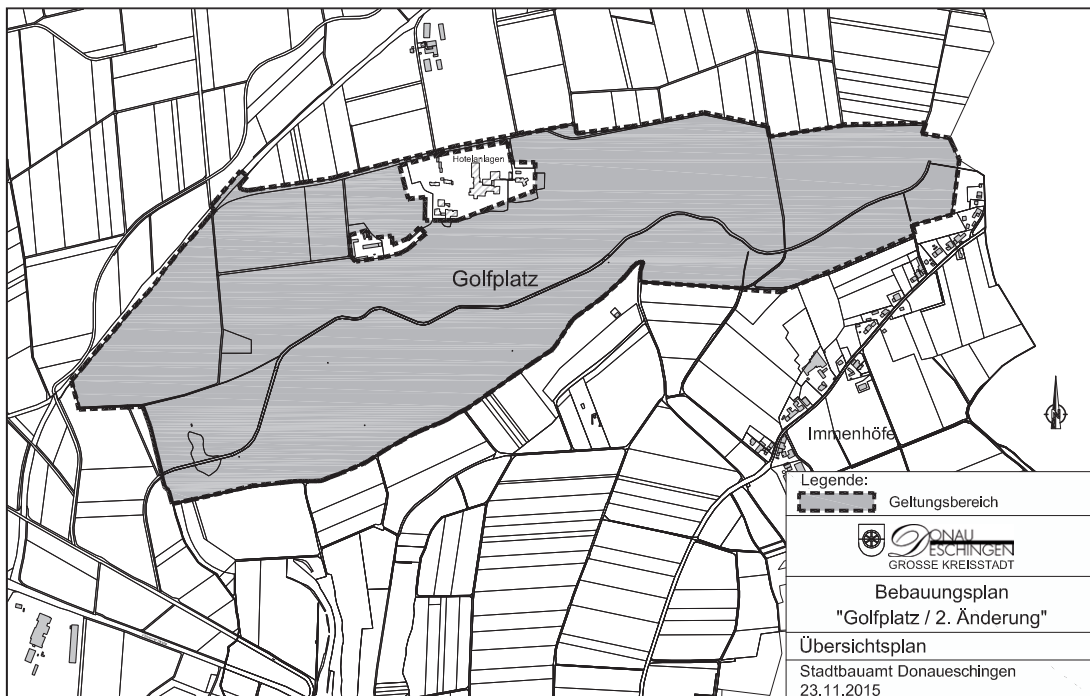 Hotelanlagen
Golfplatz
Immenhöfe
N
Legende:
Geltungsbereich
DONAU
ESCHINGEN
GROSSE KREISSTADT
Bebauungsplan
"Golfplatz / 2. Änderung"
Übersichtsplan
Stadtbauamt Donaueschingen
23.11.2015